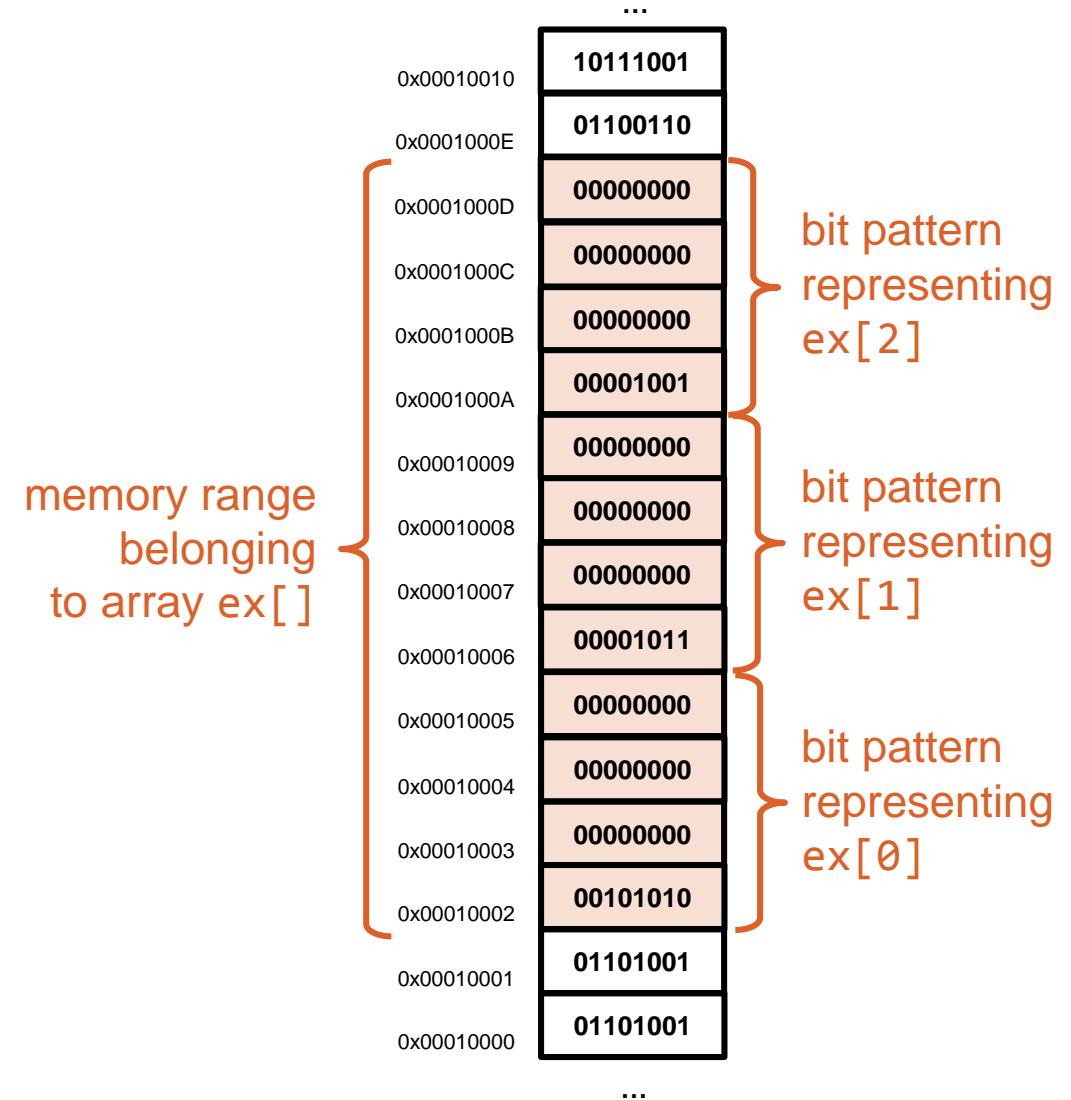 ...
0x00010010 10111001
0x0001000E 01100110
0x0001000D 00000000
0x0001000C 00000000
0x0001000B 00000000
0x0001000A 00001001
bit pattern
representing
ex[2]
0x00010009 00000000
0x00010008 00000000
0x00010007 00000000
0x00010006 00001011
bit pattern
representing
ex[1]
memory range
belonging
to array ex[]
0x00010005 00000000
0x00010004 00000000
0x00010003 00000000
0x00010002 00101010
bit pattern
representing
ex[0]
0x00010001 01101001
0x00010000 01101001
...